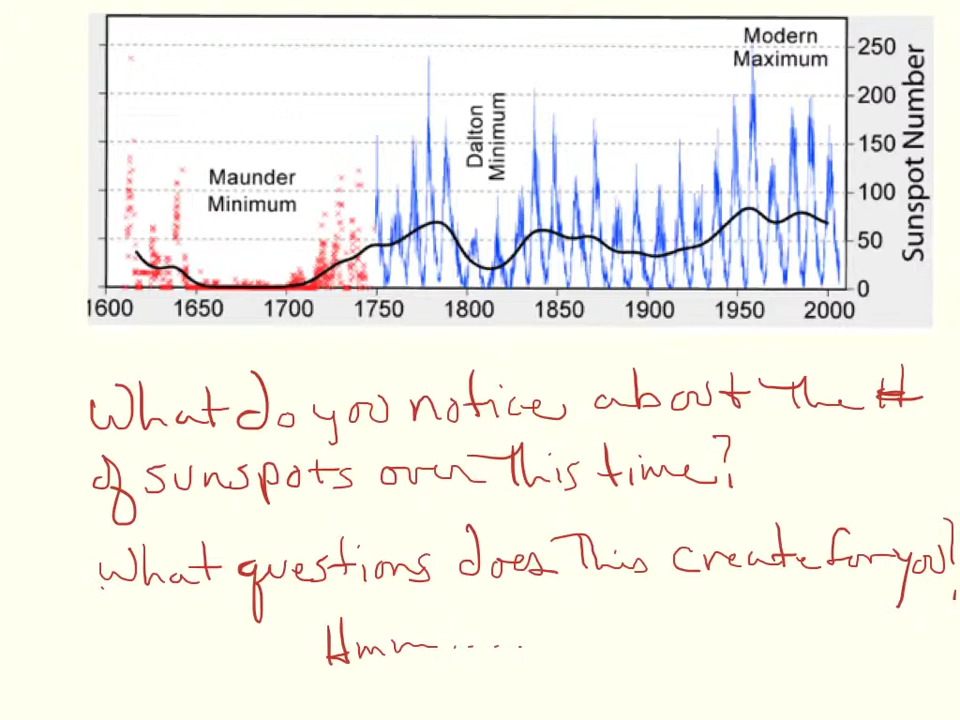 Modern
Maximum
250
200
150
100
50
0
Sunspot Number
Dalton
Minimum
Maunder
Minimum
1600 1650 1700 1750 1800 1850 1900 1950 2000
What do you notice about the #
of sunspots over this time?
What questions does this create for you?
Hmm.....